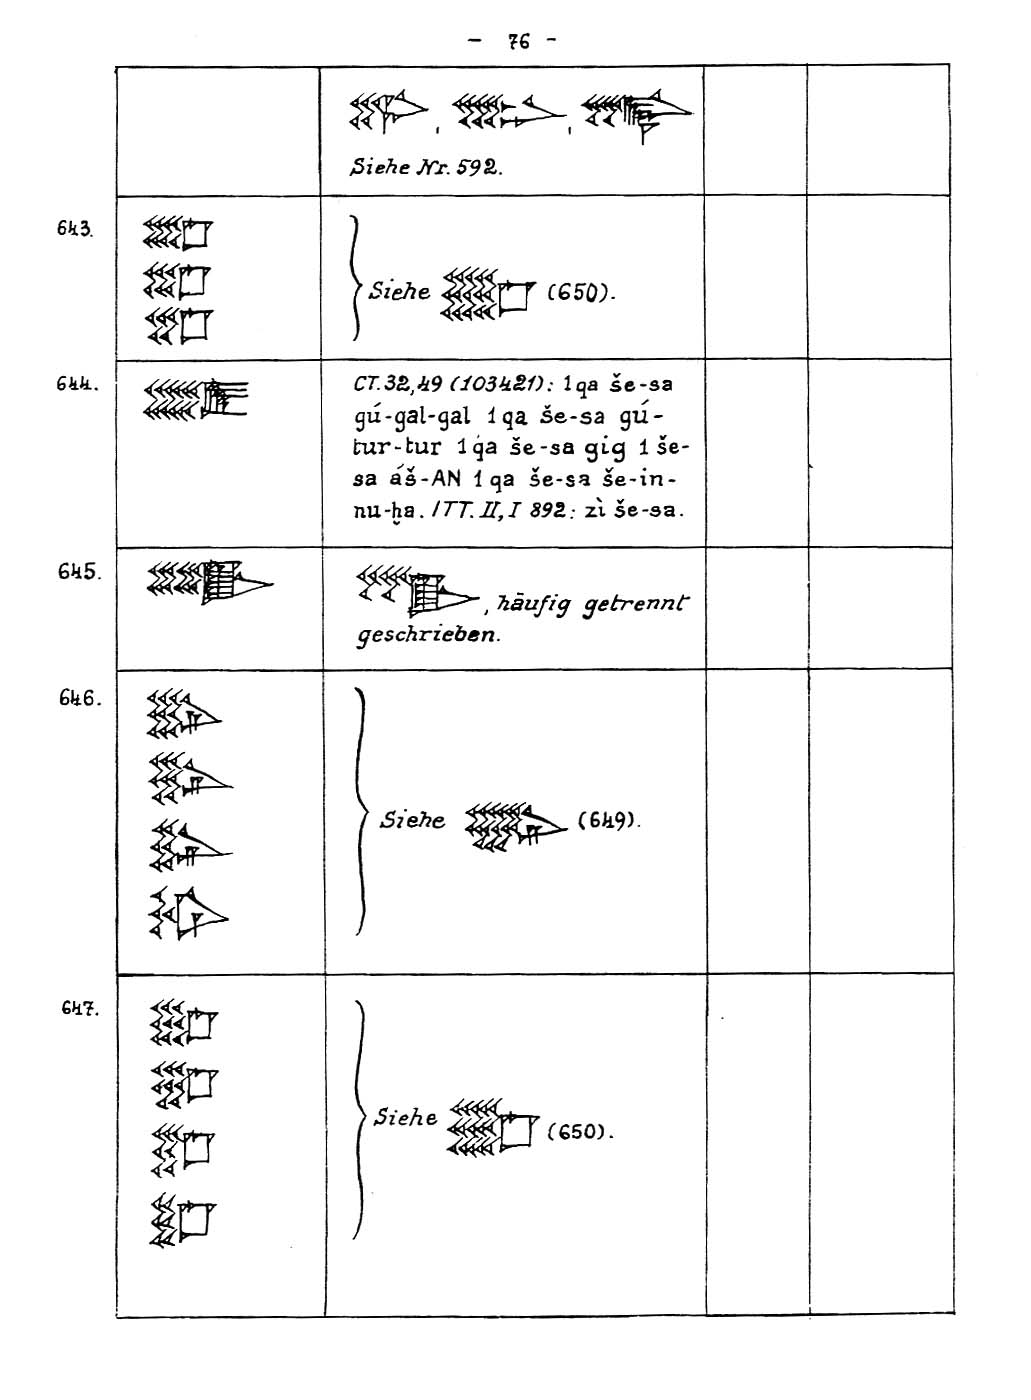 - 76 -
Siehe Nr. 592.
643.
Siehe (650).
644.
CT. 32, 49 (103421): 1 qa še-sa
gú-gal-gal 1 qa še-sa gú-
tur-tur 1 qa še-sa gig 1 še-
sa áš-AN 1 qa še-sa še-in-
nu-ḫa. ITT. II, I 892: zì še-sa.
645.
, häufig getrennt
geschrieben.
646.
Siehe (649).
647.
Siehe (650).